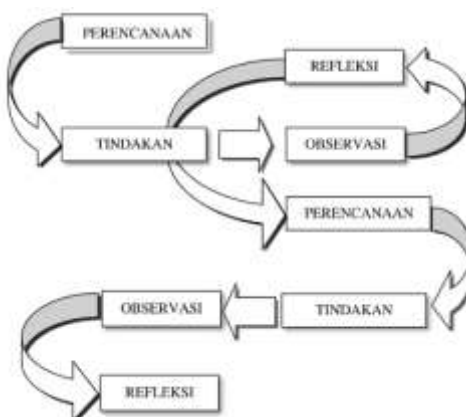 PERENCANAAN
TINDAKAN
OBSERVASI
REFLEKSI
PERENCANAAN
TINDAKAN
OBSERVASI
REFLEKSI